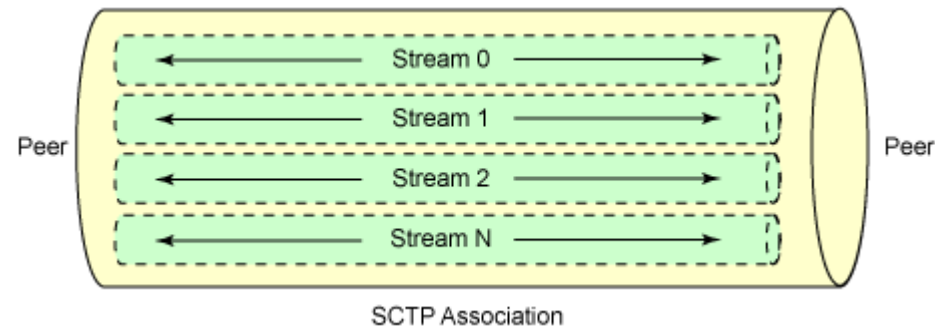 Stream 0
Stream 1
Peer
Peer
Stream 2
Stream N
SCTP Association